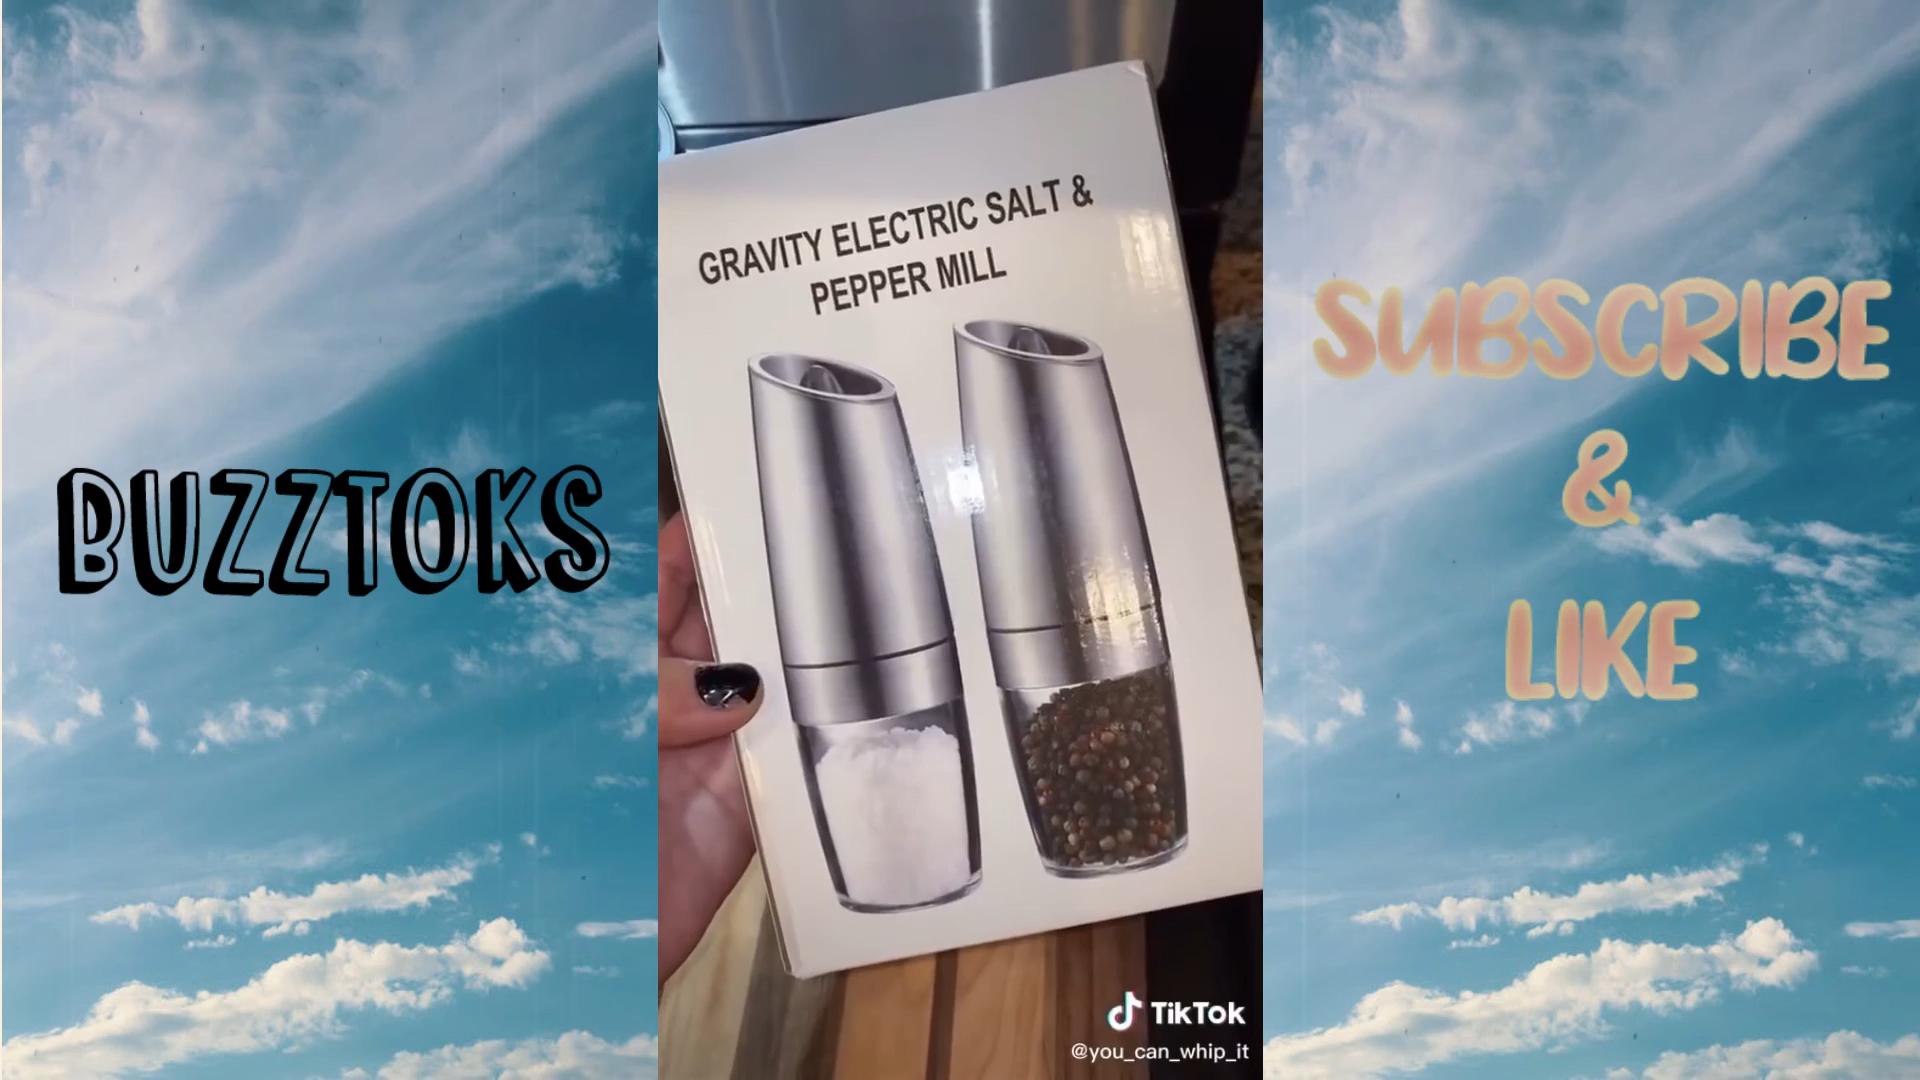 BUZZTOKS
GRAVITY ELECTRIC SALT &
PEPPER MILL
TikTok
@you_can_whip_it
SUBSCRIBE
&
LIKE